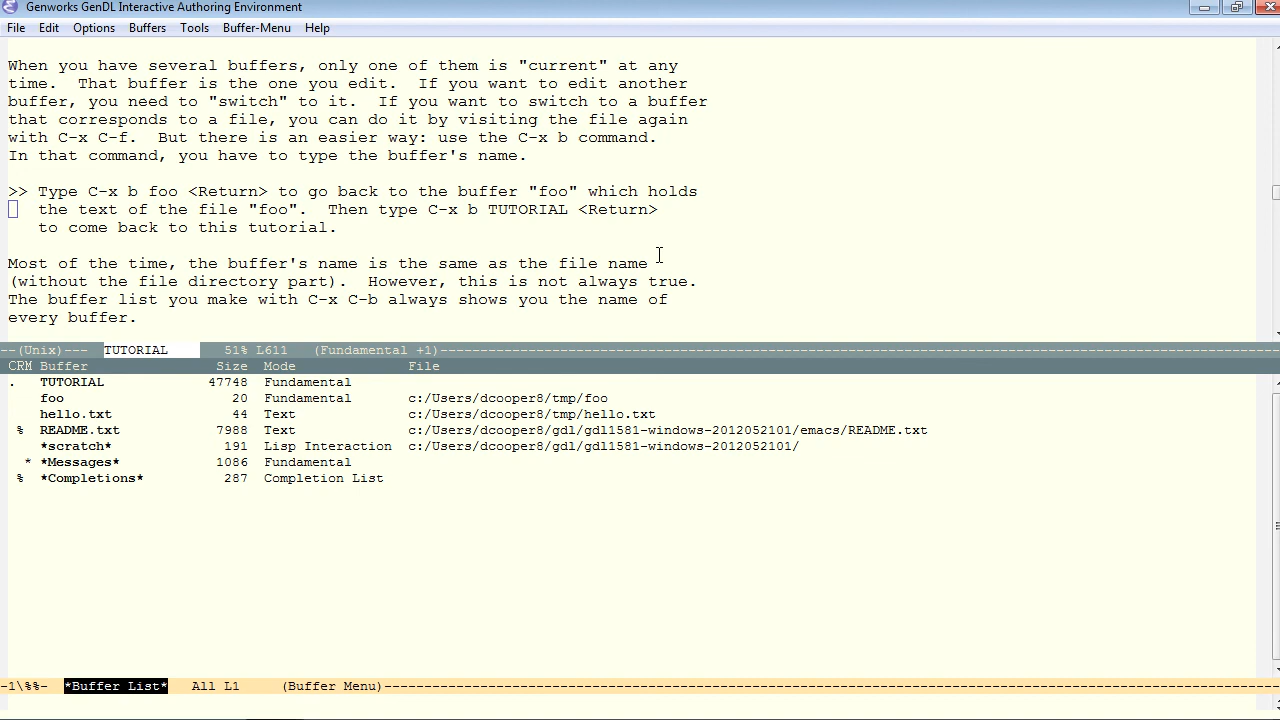 Genworks GenDL Interactive Authoring Environment
File Edit Options Buffers Tools Buffer-Menu Help
When you have several buffers, only one of them is "current" at any
time.  That buffer is the one you edit.  If you want to edit another
buffer, you need to "switch" to it.  If you want to switch to a buffer
that corresponds to a file, you can do it by visiting the file again
with C-x C-f.  But there is an easier way: use the C-x b command.
In that command, you have to type the buffer's name.
>> Type C-x b foo <Return> to go back to the buffer "foo" which holds
the text of the file "foo".  Then type C-x b TUTORIAL <Return>
to come back to this tutorial.
Most of the time, the buffer's name is the same as the file name
(without the file directory part).  However, this is not always true.
The buffer list you make with C-x C-b always shows you the name of
every buffer.
--(Unix)--- TUTORIAL 51% L611 (Fundamental +1)--------------------
CRM Buffer Size Mode File
. TUTORIAL 47748 Fundamental
foo 20 Fundamental c:/Users/dcooper8/tmp/foo
hello.txt 44 Text c:/Users/dcooper8/tmp/hello.txt
% README.txt 7988 Text c:/Users/dcooper8/gdl/gdl1581-windows-2012052101/emacs/README.txt
*scratch* 191 Lisp Interaction c:/Users/dcooper8/gdl/gdl1581-windows-2012052101/
* *Messages* 1086 Fundamental
% *Completions* 287 Completion List
-1\%%- *Buffer List* All L1 (Buffer Menu)--------------------